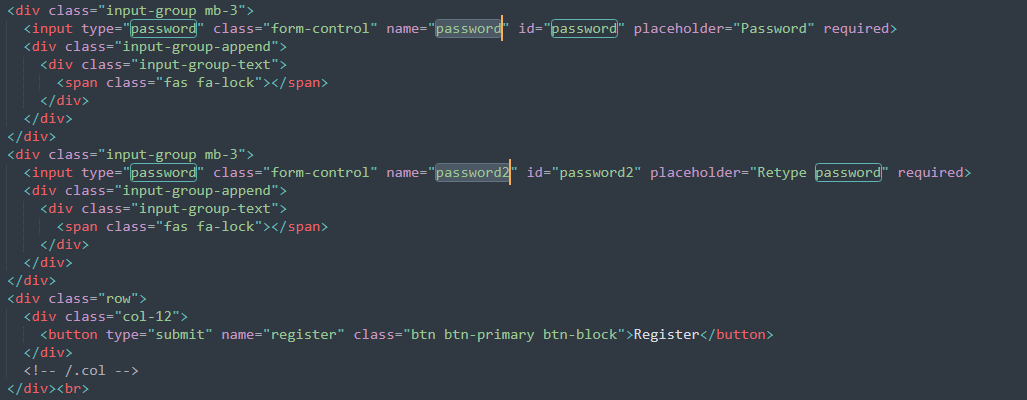 <div class="input-group mb-3">
<input type="password" class="form-control" name="password" id="password" placeholder="Password" required>
<div class="input-group-append">
<div class="input-group-text">
<span class="fas fa-lock"></span>
</div>
</div>
</div>
<div class="input-group mb-3">
<input type="password" class="form-control" name="password2" id="password2" placeholder="Retype password" required>
<div class="input-group-append">
<div class="input-group-text">
<span class="fas fa-lock"></span>
</div>
</div>
</div>
<div class="row">
<div class="col-12">
<button type="submit" name="register" class="btn btn-primary btn-block">Register</button>
</div>
<!-- /.col -->
</div><br>